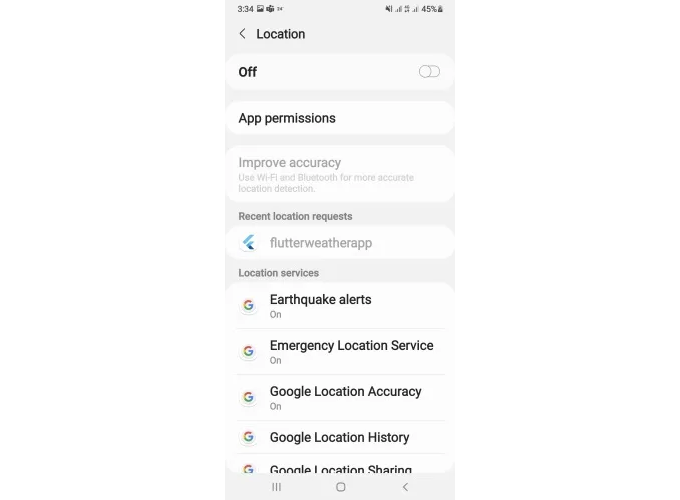 3:34 45%
Location
Off
App permissions
Improve accuracy
Use Wi-Fi and Bluetooth for more accurate
location detection.
Recent location requests
flutterweatherapp
Location services
Earthquake alerts
On
Emergency Location Service
On
Google Location Accuracy
On
Google Location History
Google Location Sharing